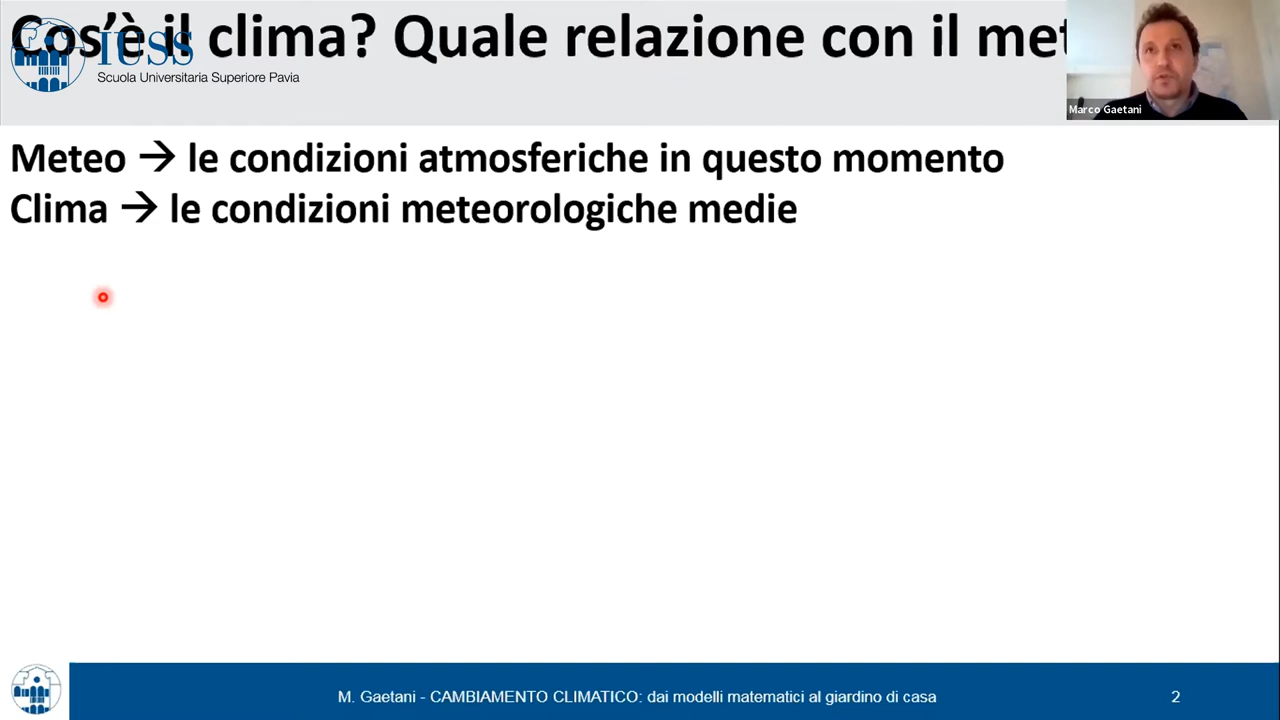 Cos'è il clima? Quale relazione con il met
IUSS
Scuola Universitaria Superiore Pavia
Marco Gaetani
Meteo → le condizioni atmosferiche in questo momento
Clima → le condizioni meteorologiche medie
M. Gaetani - CAMBIAMENTO CLIMATICO: dai modelli matematici al giardino di casa
2